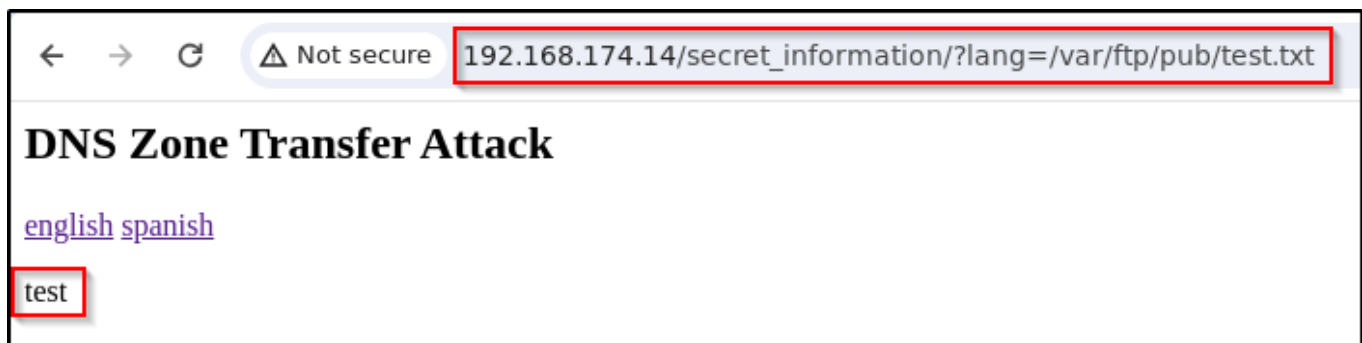 Not secure 192.168.174.14/secret_information/?lang=/var/ftp/pub/test.txt
DNS Zone Transfer Attack
english spanish
test